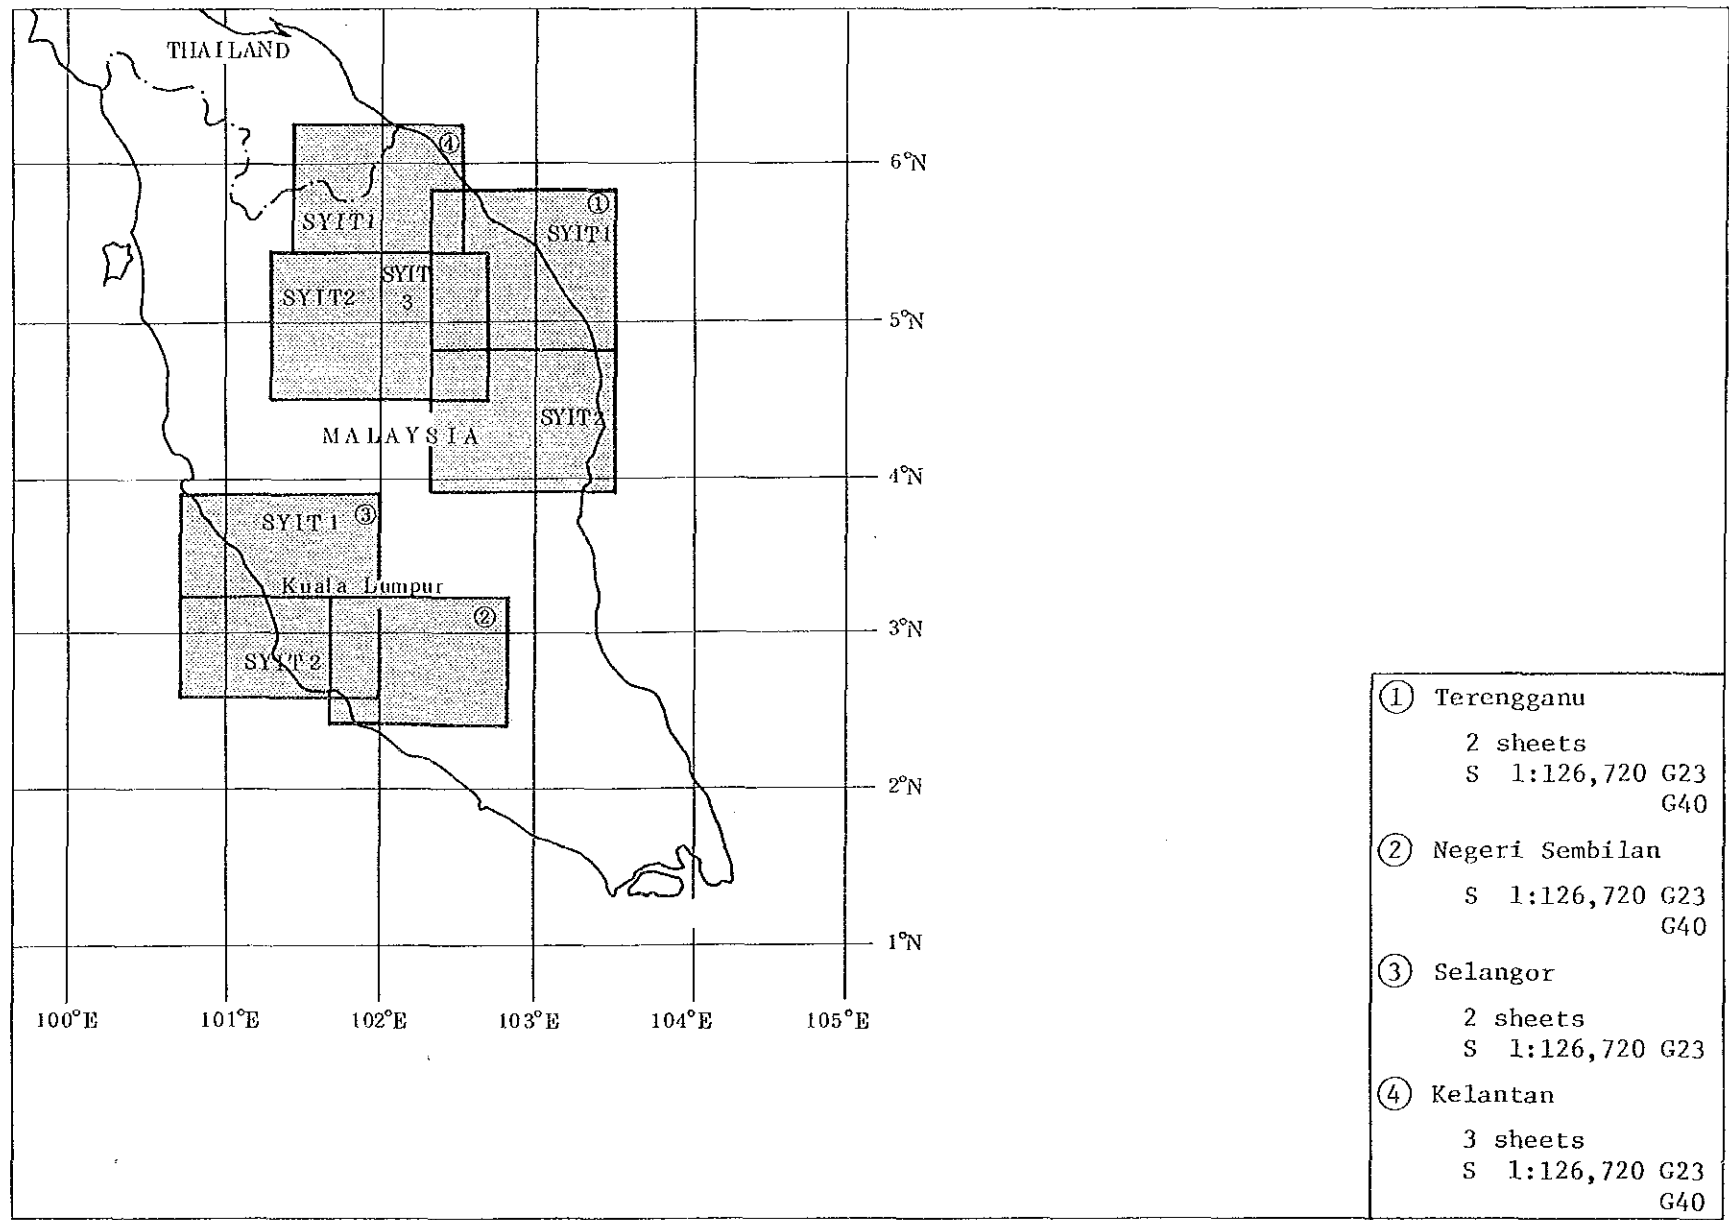 THAILAND
④
6°N
①
SYIT1
SYIT1
SYIT
3
SYIT2
5°N
SYIT2
MALAYSIA
4°N
③
SYIT1
Kuala Lumpur
②
3°N
SYIT2
2°N
1°N
100°E 101°E 102°E 103°E 104°E 105°E
① Terengganu
2 sheets
S 1:126,720 G23
G40
② Negeri Sembilan
S 1:126,720 G23
G40
③ Selangor
2 sheets
S 1:126,720 G23
④ Kelantan
3 sheets
S 1:126,720 G23
G40